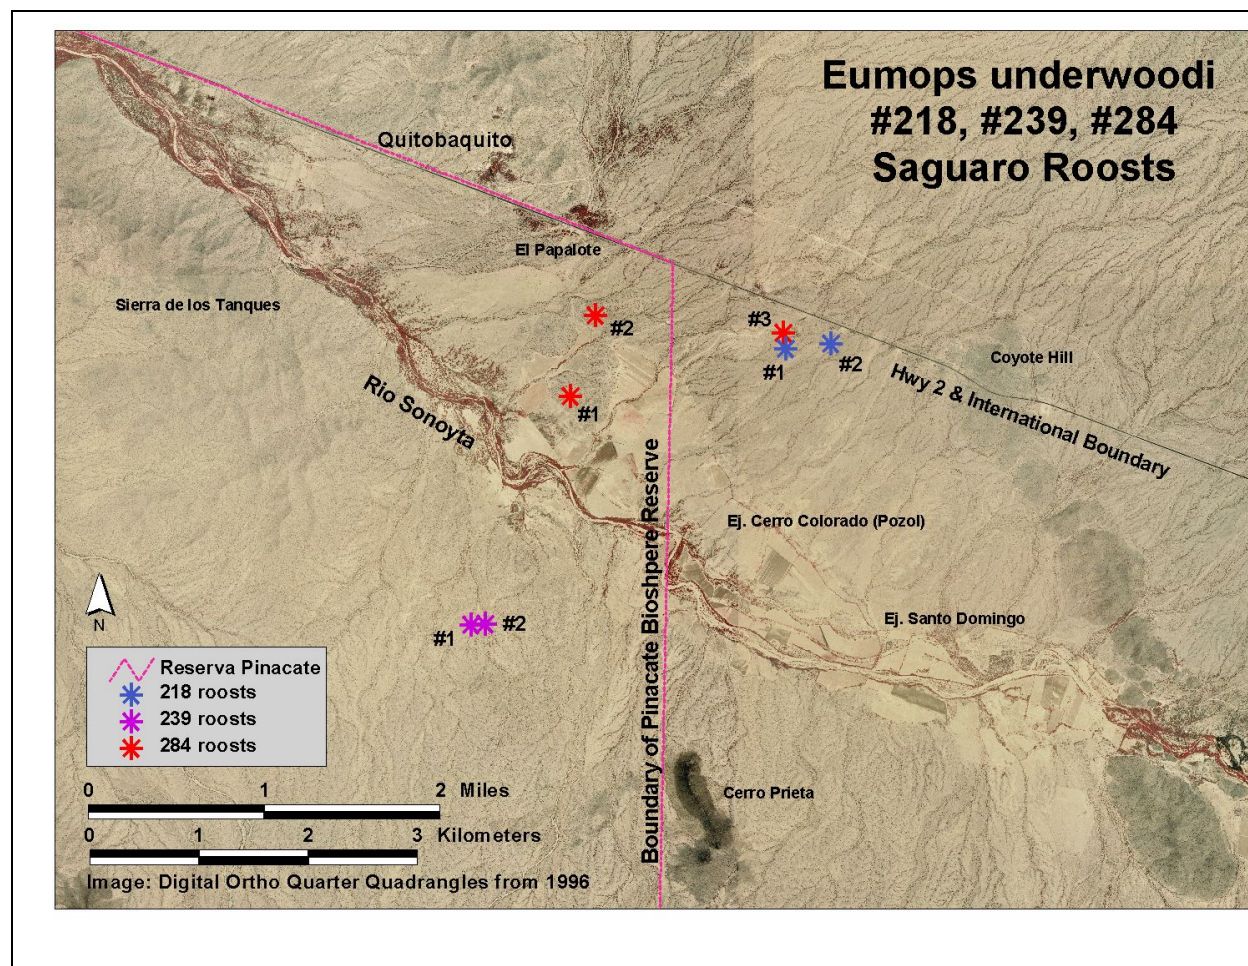 Eumops underwoodi
#218, #239, #284
Saguaro Roosts
Quitobaquito
El Papalote
Sierra de los Tanques
#2
#3
#1
#2
Coyote Hill
Hwy 2 & International Boundary
#1
Rio Sonoyta
Boundary of Pinacate Bioshpere Reserve
Ej. Cerro Colorado (Pozol)
Ej. Santo Domingo
#1
#2
N
Reserva Pinacate
218 roosts
239 roosts
284 roosts
Cerro Prieta
0 1 2 Miles
0 1 2 3 Kilometers
Image: Digital Ortho Quarter Quadrangles from 1996